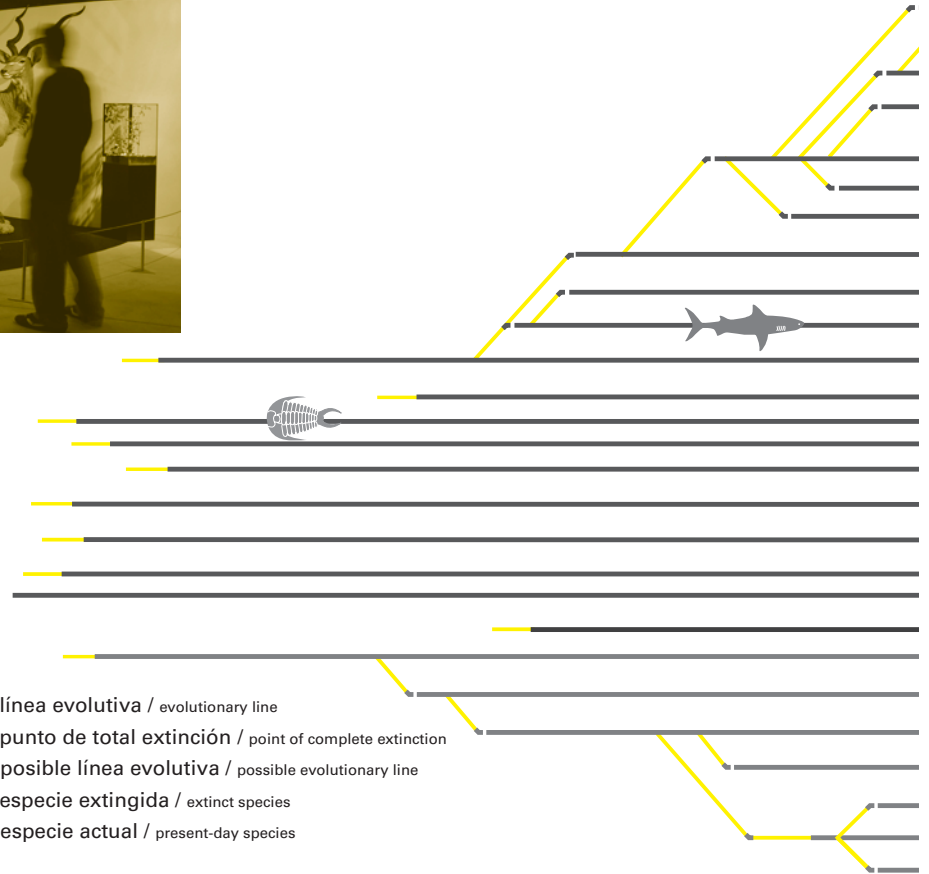 línea evolutiva / evolutionary line
punto de total extinción / point of complete extinction
posible línea evolutiva / possible evolutionary line
especie extingida / extinct species
especie actual / present-day species